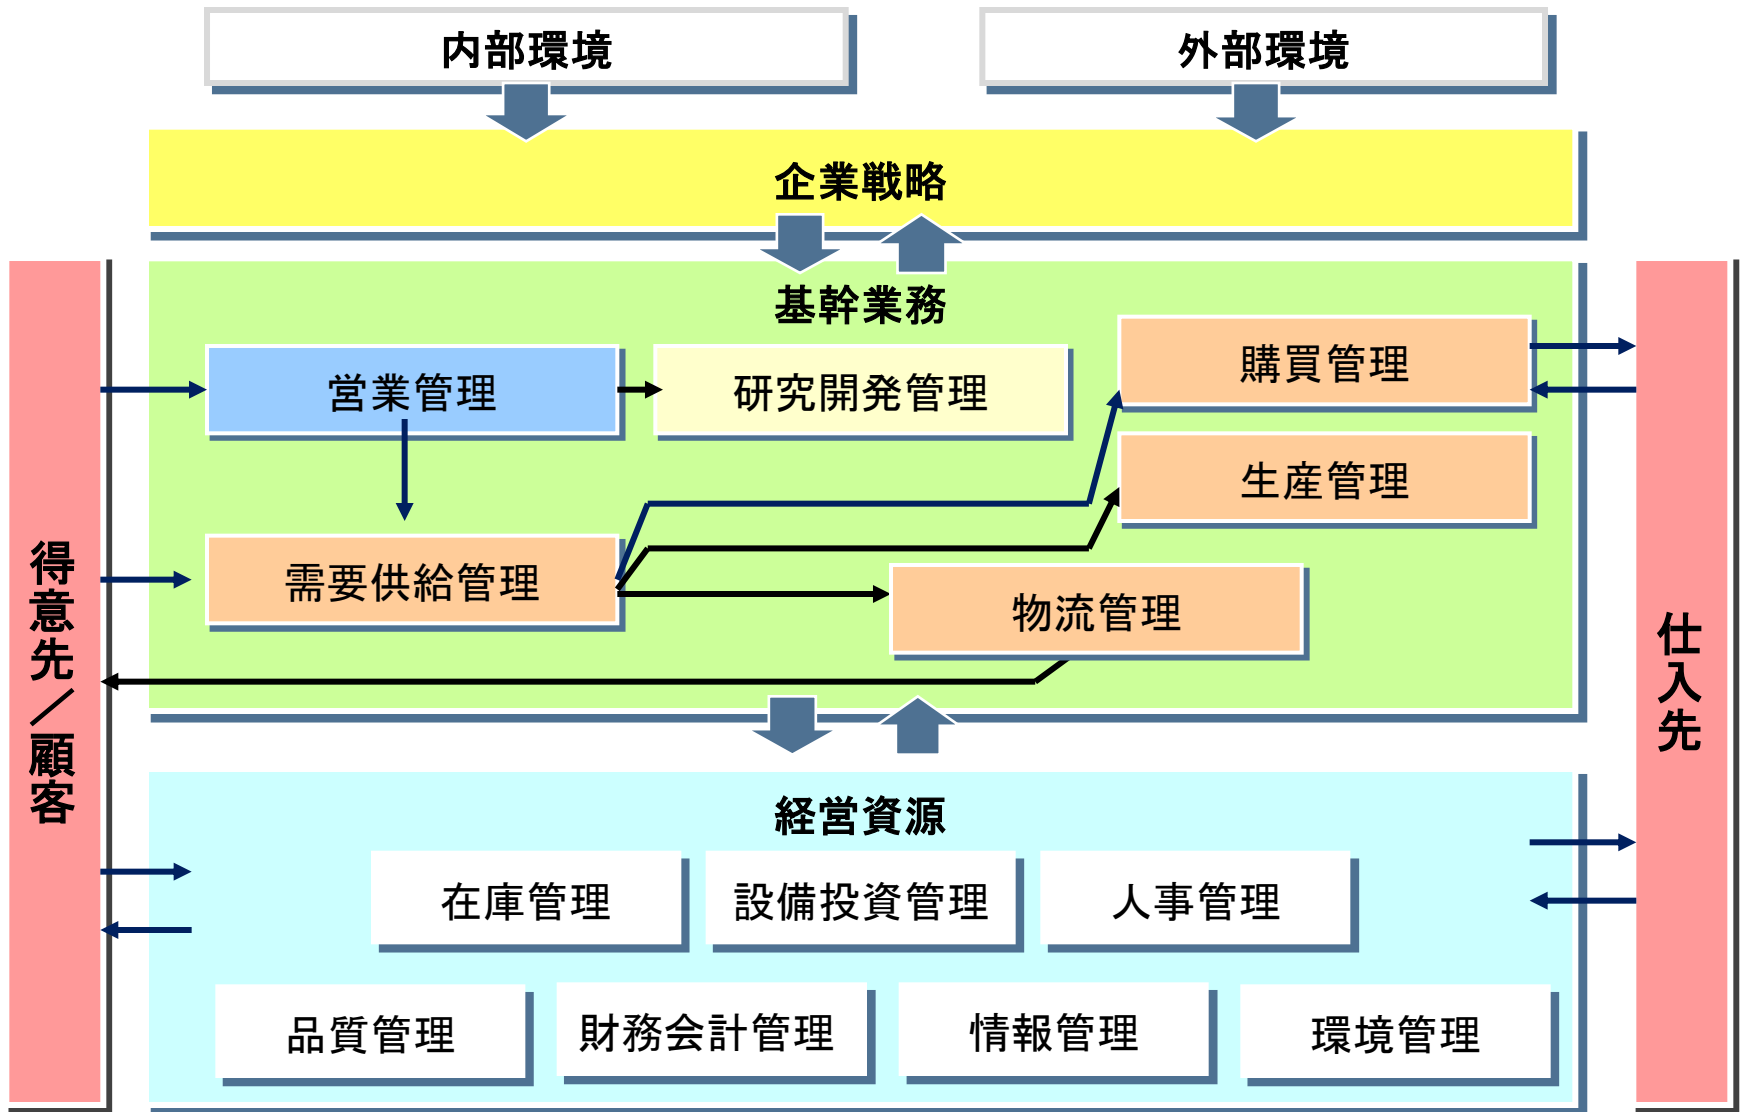 内部環境
外部環境
企業戦略
基幹業務
営業管理
研究開発管理
購買管理
生産管理
需要供給管理
物流管理
得意先／顧客
仕入先
経営資源
在庫管理
設備投資管理
人事管理
品質管理
財務会計管理
情報管理
環境管理